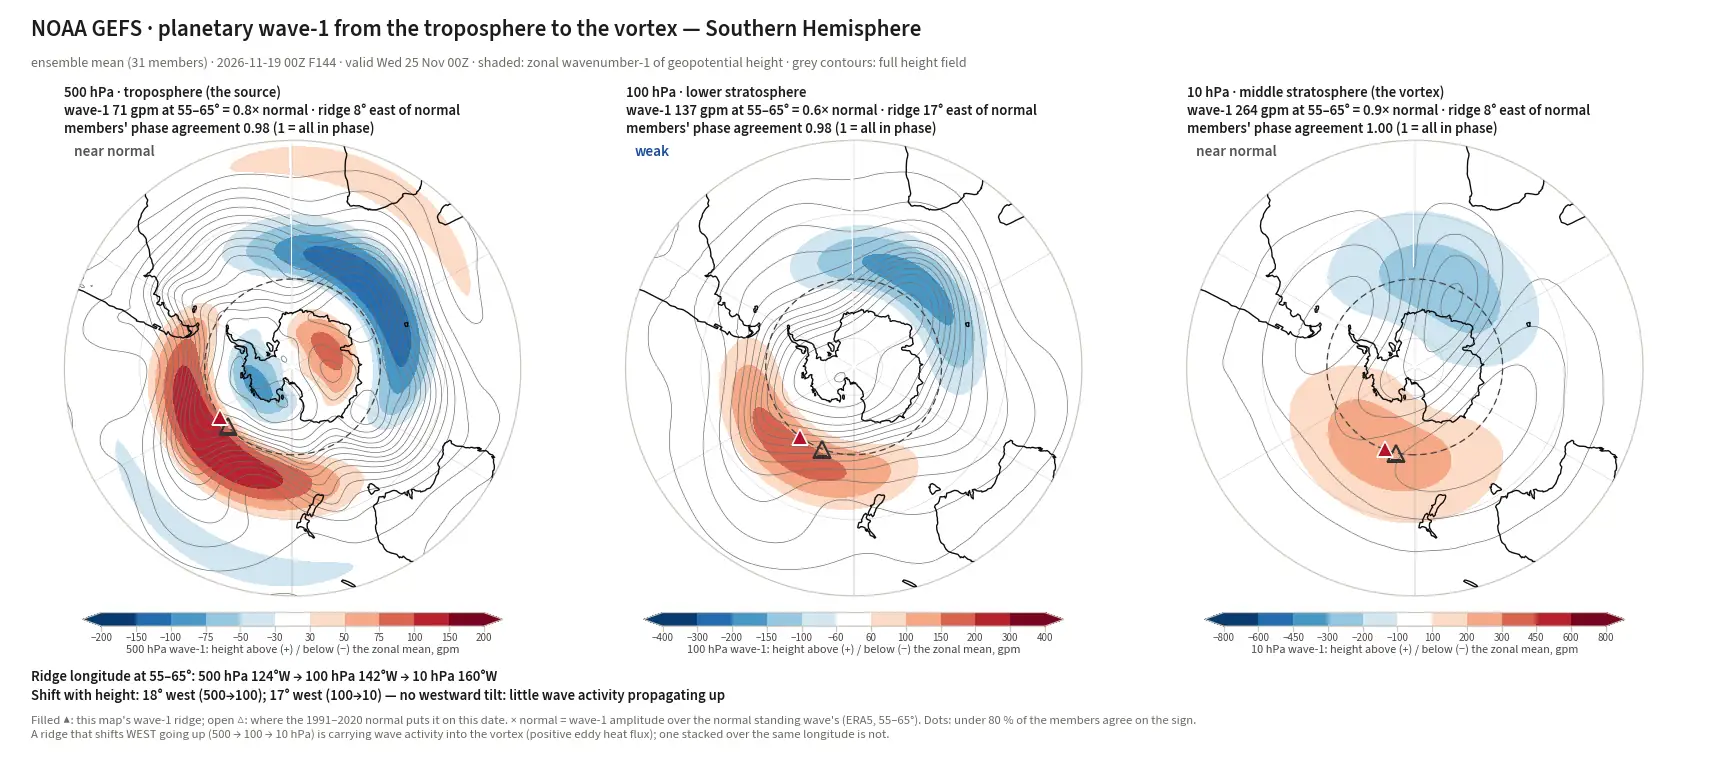 NOAA GEFS · planetary wave-1 from the troposphere to the vortex — Southern Hemisphere
ensemble mean (31 members) · 2026-11-19 00Z F144 · valid Wed 25 Nov 00Z · shaded: zonal wavenumber-1 of geopotential height · grey contours: full height field
500 hPa · troposphere (the source)
wave-1 71 gpm at 55–65° = 0.8× normal · ridge 8° east of normal
members' phase agreement 0.98 (1 = all in phase)
near normal
100 hPa · lower stratosphere
wave-1 137 gpm at 55–65° = 0.6× normal · ridge 17° east of normal
members' phase agreement 0.98 (1 = all in phase)
weak
10 hPa · middle stratosphere (the vortex)
wave-1 264 gpm at 55–65° = 0.9× normal · ridge 8° east of normal
members' phase agreement 1.00 (1 = all in phase)
near normal
−200 −150 −100 −75 −50 −30 30 50 75 100 150 200
500 hPa wave-1: height above (+) / below (−) the zonal mean, gpm
−400 −300 −200 −150 −100 −60 60 100 150 200 300 400
100 hPa wave-1: height above (+) / below (−) the zonal mean, gpm
−800 −600 −450 −300 −200 −100 100 200 300 450 600 800
10 hPa wave-1: height above (+) / below (−) the zonal mean, gpm
Ridge longitude at 55–65°: 500 hPa 124°W → 100 hPa 142°W → 10 hPa 160°W
Shift with height: 18° west (500→100); 17° west (100→10) — no westward tilt: little wave activity propagating up
Filled ▲: this map's wave-1 ridge; open △: where the 1991–2020 normal puts it on this date. × normal = wave-1 amplitude over the normal standing wave's (ERA5, 55–65°). Dots: under 80 % of the members agree on the sign.
A ridge that shifts WEST going up (500 → 100 → 10 hPa) is carrying wave activity into the vortex (positive eddy heat flux); one stacked over the same longitude is not.